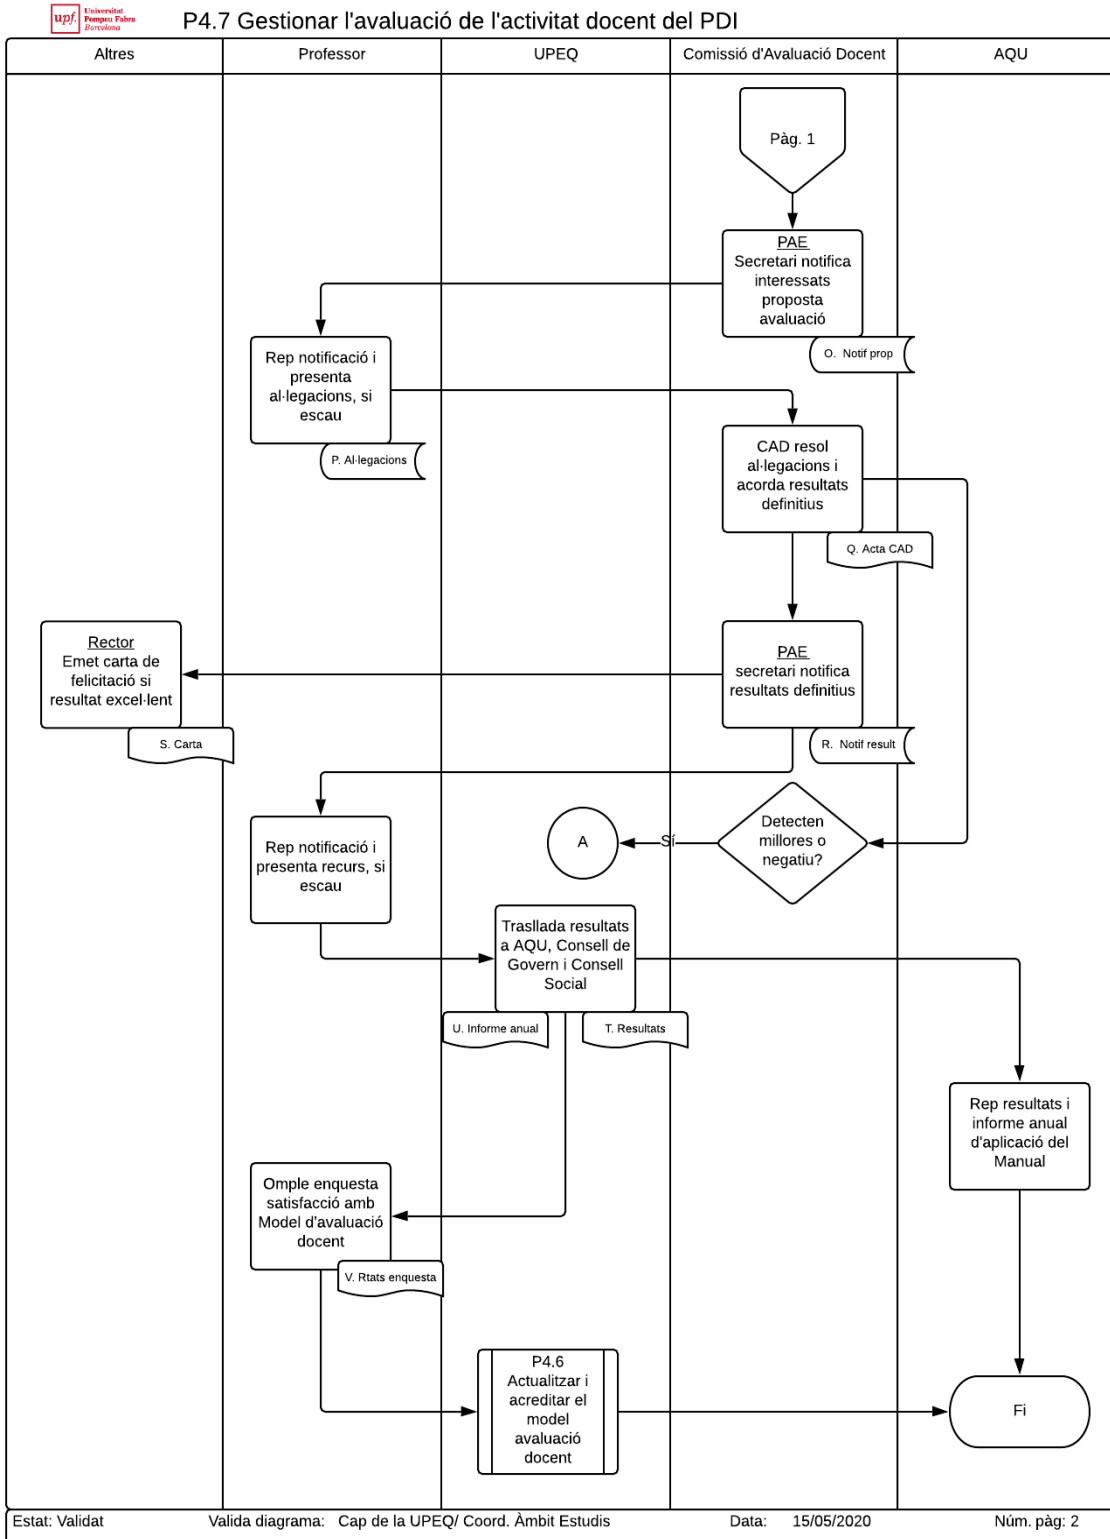 upf.
Universitat
Pompeu Fabra
Barcelona
P4.7 Gestionar l'avaluació de l'activitat docent del PDI
Altres
Professor
UPEQ
Comissió d'Avaluació Docent
AQU
Pàg. 1
PAE
Secretari notifica
interessats
proposta
avaluació
O. Notif prop
Rep notificació i
presenta
al·legacions, si
escau
P. Al·legacions
CAD resol
al·legacions i
acorda resultats
definitius
Q. Acta CAD
Rector
Emet carta de
felicitació si
resultat excel·lent
S. Carta
PAE
secretari notifica
resultats definitius
R. Notif result
Detecten
millores o
negatiu?
Sí
A
Rep notificació i
presenta recurs, si
escau
Trasllada resultats
a AQU, Consell de
Govern i Consell
Social
U. Informe anual
T. Resultats
Rep resultats i
informe anual
d'aplicació del
Manual
Omple enquesta
satisfacció amb
Model d'avaluació
docent
V. Rtats enquesta
P4.6
Actualitzar i
acreditar el
model
avaluació
docent
Fi
Estat: Validat
Valida diagrama: Cap de la UPEQ/ Coord. Àmbit Estudis
Data: 15/05/2020
Núm. pàg: 2